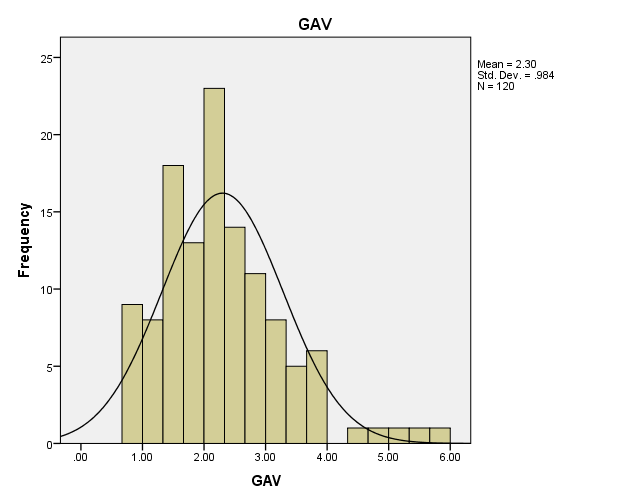 GAV
Mean = 2.30
Std. Dev. = .984
N = 120
25
20
15
10
5
0
Frequency
.00 1.00 2.00 3.00 4.00 5.00 6.00
GAV